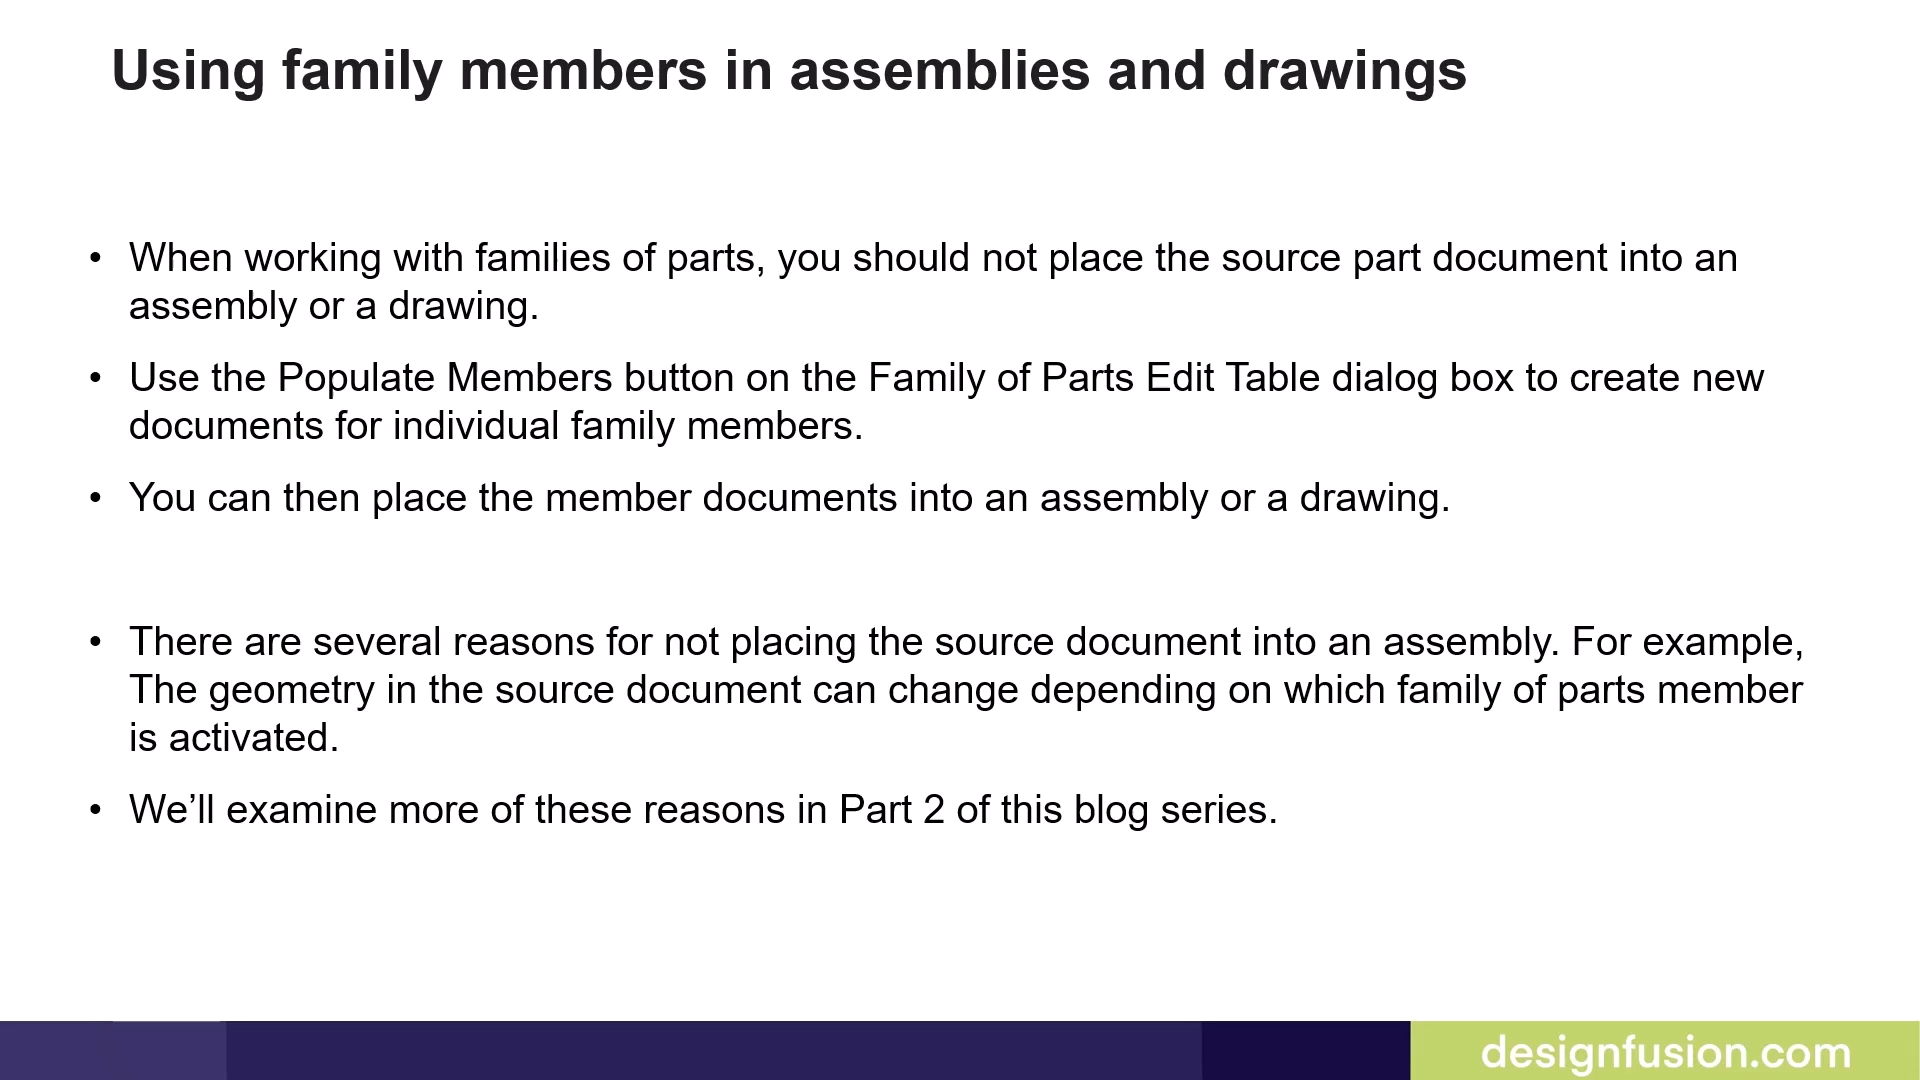 Using family members in assemblies and drawings
• When working with families of parts, you should not place the source part document into an
assembly or a drawing.
• Use the Populate Members button on the Family of Parts Edit Table dialog box to create new
documents for individual family members.
• You can then place the member documents into an assembly or a drawing.
• There are several reasons for not placing the source document into an assembly. For example,
The geometry in the source document can change depending on which family of parts member
is activated.
• We’ll examine more of these reasons in Part 2 of this blog series.
designfusion.com